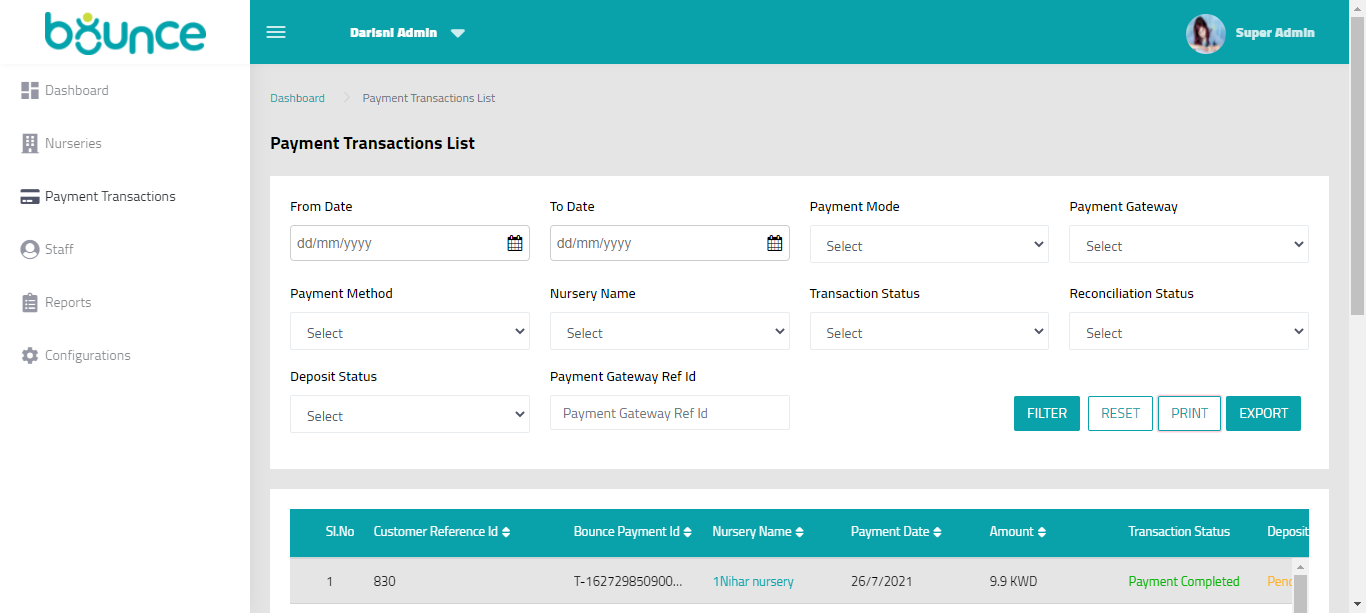 bounce
Darisni Admin
Super Admin
Dashboard
Nurseries
Payment Transactions
Staff
Reports
Configurations
Dashboard
Payment Transactions List
Payment Transactions List
From Date
To Date
Payment Mode
Payment Gateway
dd/mm/yyyy
dd/mm/yyyy
Select
Select
Payment Method
Nursery Name
Transaction Status
Reconciliation Status
Select
Select
Select
Select
Deposit Status
Payment Gateway Ref Id
Select
Payment Gateway Ref Id
FILTER
RESET
PRINT
EXPORT
Sl.No Customer Reference Id Bounce Payment Id Nursery Name Payment Date Amount Transaction Status Deposit
1 830 T-162729850900... 1Nihar nursery 26/7/2021 9.9 KWD Payment Completed